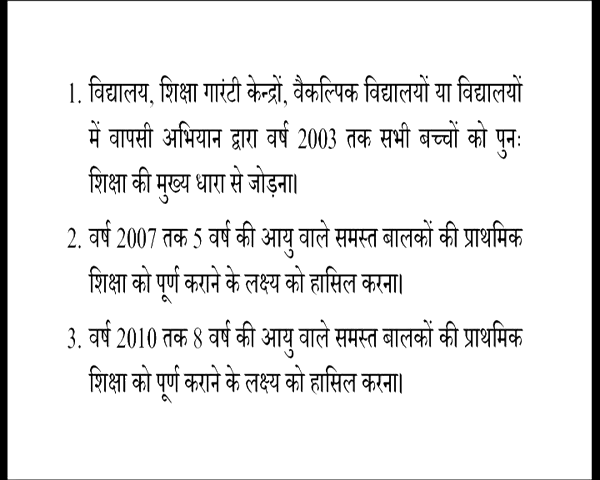 1. विद्यालय, शिक्षा गारंटी केन्द्रों, वैकल्पिक विद्यालयों या विद्यालयों
में वापसी अभियान द्वारा वर्ष 2003 तक सभी बच्चों को पुनः
शिक्षा की मुख्य धारा से जोड़ना।
2. वर्ष 2007 तक 5 वर्ष की आयु वाले समस्त बालकों की प्राथमिक
शिक्षा को पूर्ण कराने के लक्ष्य को हासिल करना।
3. वर्ष 2010 तक 8 वर्ष की आयु वाले समस्त बालकों की प्राथमिक
शिक्षा को पूर्ण कराने के लक्ष्य को हासिल करना।